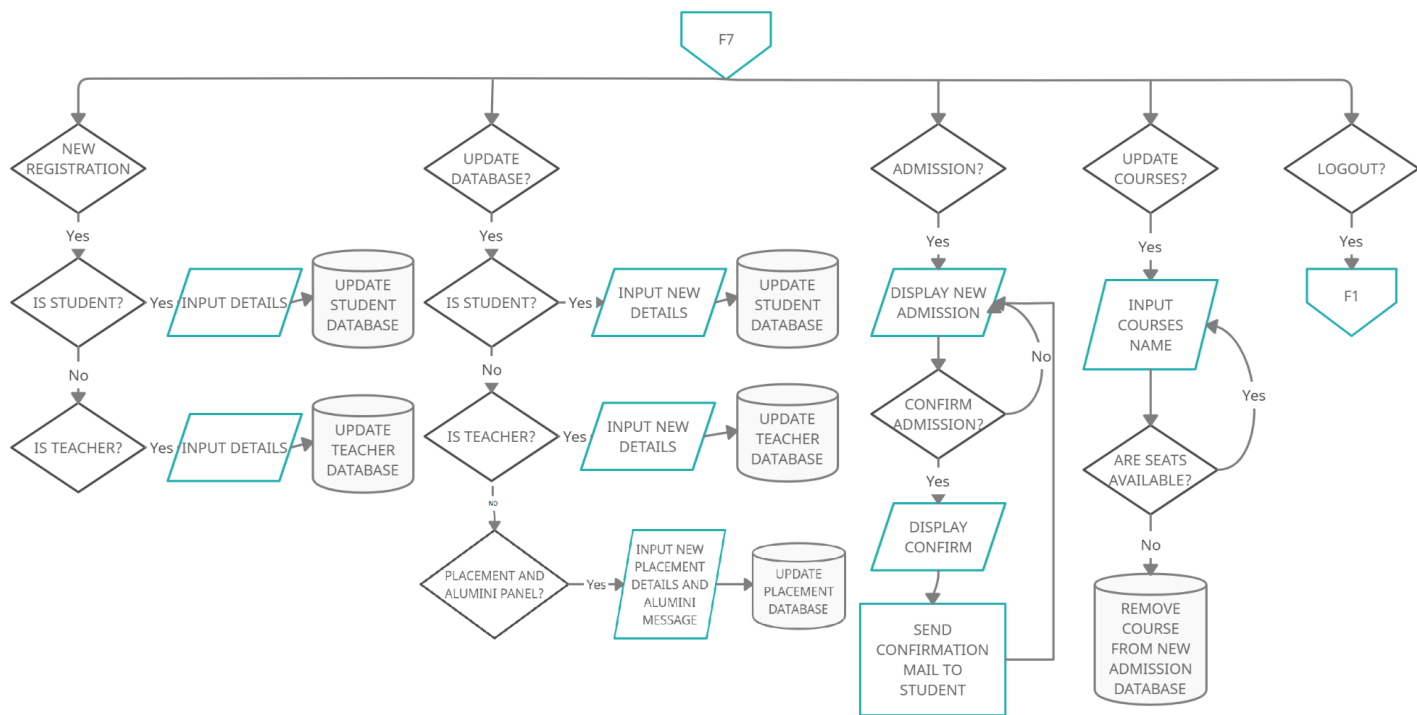 F7
NEW
REGISTRATION
UPDATE
DATABASE?
ADMISSION?
UPDATE
COURSES?
LOGOUT?
Yes
Yes
Yes
Yes
Yes
IS STUDENT?
Yes
INPUT DETAILS
UPDATE
STUDENT
DATABASE
IS STUDENT?
Yes
INPUT NEW
DETAILS
UPDATE
STUDENT
DATABASE
DISPLAY NEW
ADMISSION
INPUT
COURSES
NAME
F1
No
No
No
Yes
IS TEACHER?
Yes
INPUT DETAILS
UPDATE
TEACHER
DATABASE
IS TEACHER?
Yes
INPUT NEW
DETAILS
UPDATE
TEACHER
DATABASE
CONFIRM
ADMISSION?
ARE SEATS
AVAILABLE?
NO
Yes
No
DISPLAY
CONFIRM
PLACEMENT AND
ALUMINI PANEL?
Yes
INPUT NEW
PLACEMENT
DETAILS AND
ALUMINI
MESSAGE
UPDATE
PLACEMENT
DATABASE
SEND
CONFIRMATION
MAIL TO
STUDENT
REMOVE
COURSE
FROM NEW
ADMISSION
DATABASE